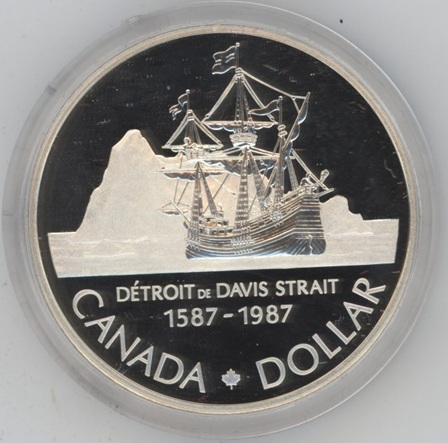 DÉTROIT DE DAVIS STRAIT
1587-1987
CANADA DOLLAR